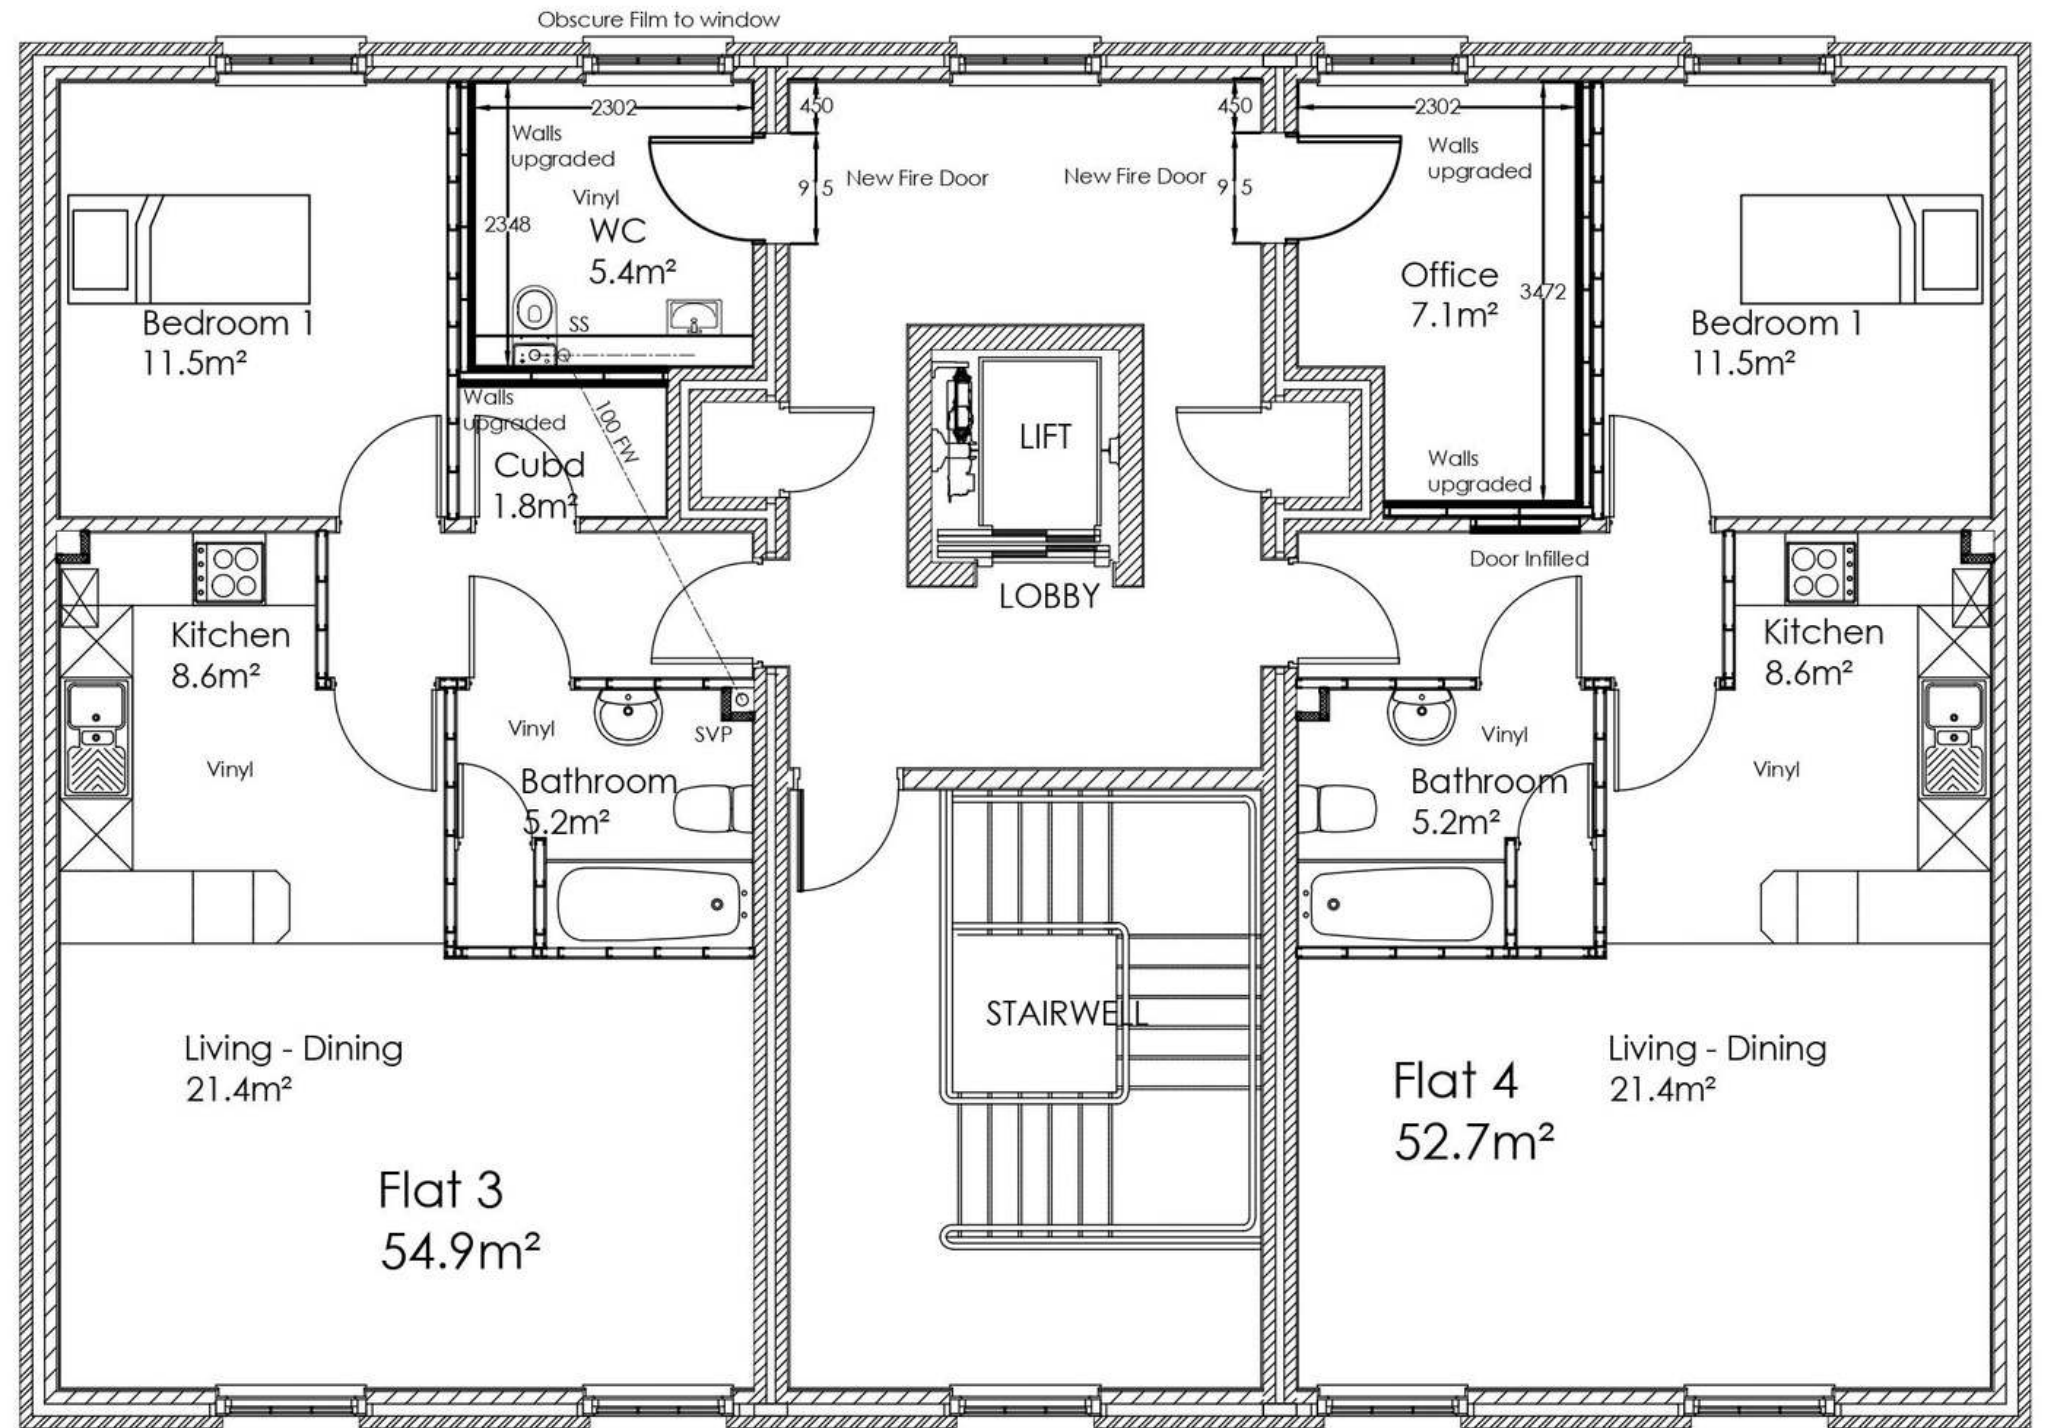 Obscure Film to window
2302
450
450
2302
Walls
upgraded
Walls
upgraded
915
New Fire Door
New Fire Door
915
Vinyl
2348
WC
5.4m²
Office
7.1m²
3472
Bedroom 1
11.5m²
SS
Bedroom 1
11.5m²
Walls
upgraded
100 FW
LIFT
Cubd
1.8m²
Walls
upgraded
Door Infilled
LOBBY
Kitchen
8.6m²
Kitchen
8.6m²
Vinyl
SVP
Vinyl
Vinyl
Bathroom
5.2m²
Bathroom
5.2m²
Vinyl
STAIRWELL
Living - Dining
21.4m²
Flat 4
52.7m²
Living - Dining
21.4m²
Flat 3
54.9m²